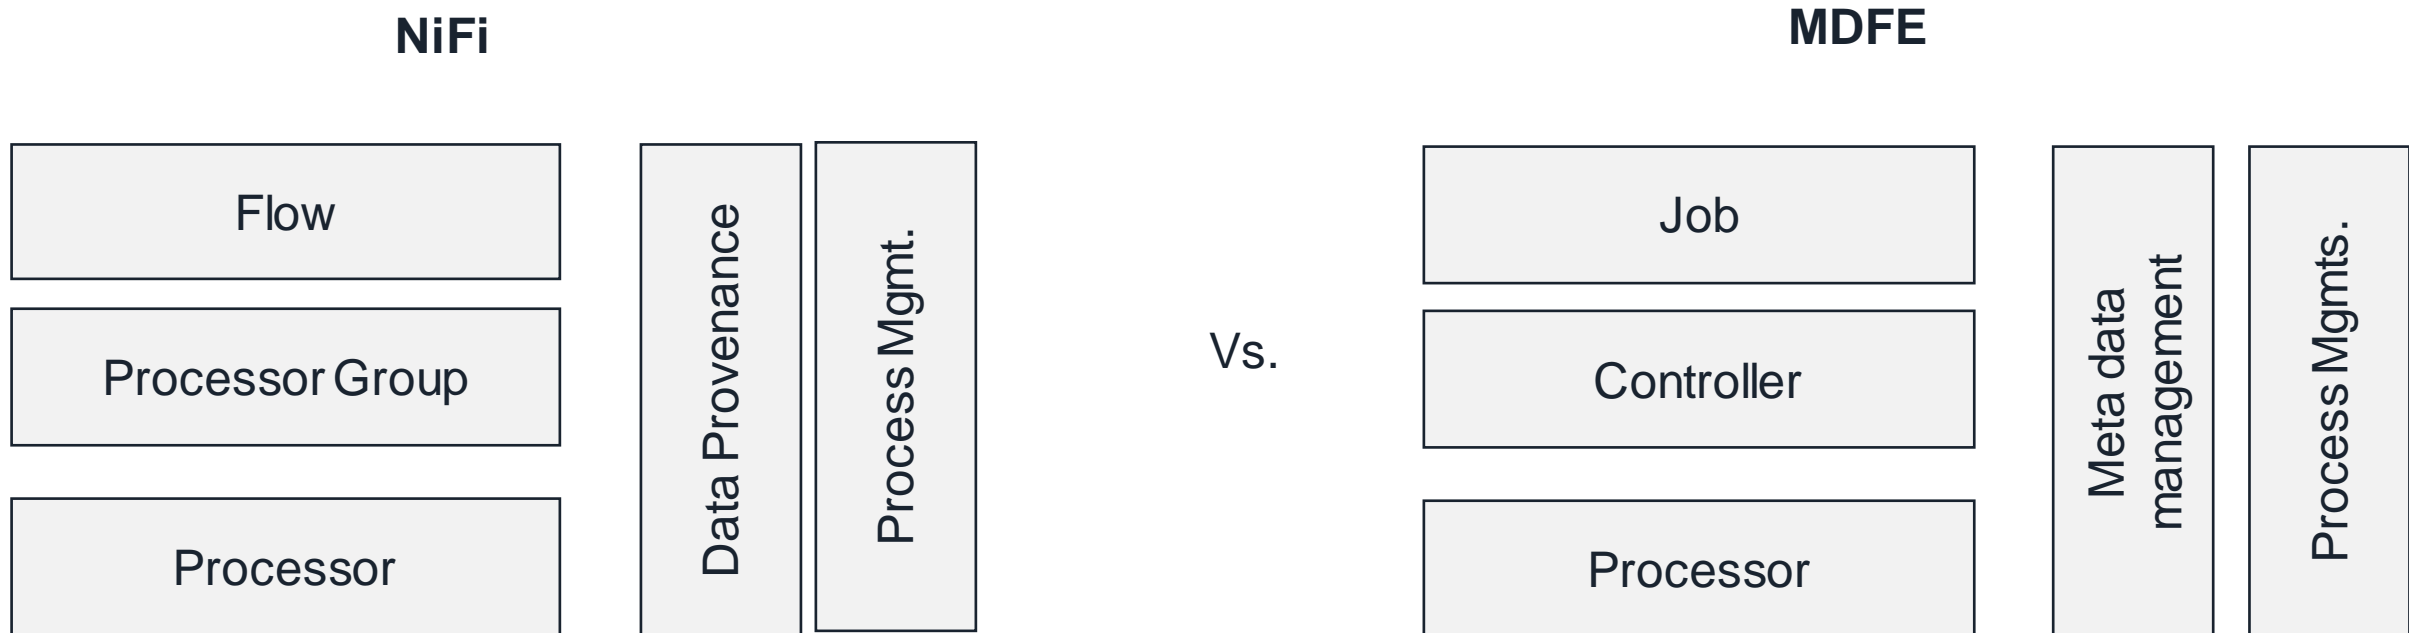 NiFi
Flow
Processor Group
Processor
Data Provenance
Process Mgmt.
Vs.
MDFE
Job
Controller
Processor
Meta data
management
Process Mgmts.